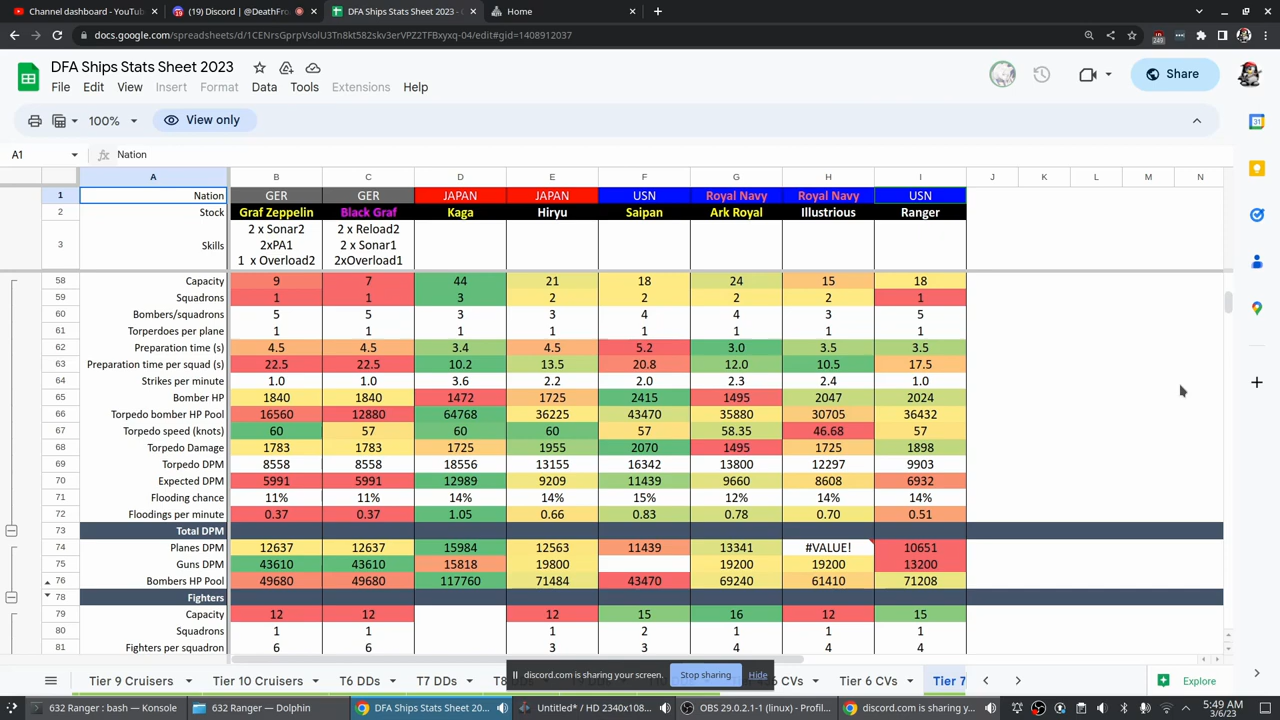 Channel dashboard - YouTube
(19) Discord | @DeathFro
DFA Ships Stats Sheet 2023 -
Home
docs.google.com/spreadsheets/d/1CENrsGprpVsolU3Tn8kt582skv3erVPZ2TFBxyxq-04/edit#gid=1408912037
DFA Ships Stats Sheet 2023
File Edit View Insert Format Data Tools Extensions Help
Share
100% View only
A1 Nation
A B C D E F G H I J K L M N
1 Nation GER GER JAPAN JAPAN USN Royal Navy Royal Navy USN
2 Stock Graf Zeppelin Black Graf Kaga Hiryu Saipan Ark Royal Illustrious Ranger
2 x Sonar2 2 x Reload2
3 Skills 2xPA1 2 x Sonar1
1 x Overload2 2xOverload1
58 Capacity 9 7 44 21 18 24 15 18
59 Squadrons 1 1 3 2 2 2 2 1
60 Bombers/squadrons 5 5 3 3 4 4 3 5
61 Torperdoes per plane 1 1 1 1 1 1 1 1
62 Preparation time (s) 4.5 4.5 3.4 4.5 5.2 3.0 3.5 3.5
63 Preparation time per squad (s) 22.5 22.5 10.2 13.5 20.8 12.0 10.5 17.5
64 Strikes per minute 1.0 1.0 3.6 2.2 2.0 2.3 2.4 1.0
65 Bomber HP 1840 1840 1472 1725 2415 1495 2047 2024
66 Torpedo bomber HP Pool 16560 12880 64768 36225 43470 35880 30705 36432
67 Torpedo speed (knots) 60 57 60 60 57 58.35 46.68 57
68 Torpedo Damage 1783 1783 1725 1955 2070 1495 1725 1898
69 Torpedo DPM 8558 8558 18556 13155 16342 13800 12297 9903
70 Expected DPM 5991 5991 12989 9209 11439 9660 8608 6932
71 Flooding chance 11% 11% 14% 14% 15% 12% 14% 14%
72 Floodings per minute 0.37 0.37 1.05 0.66 0.83 0.78 0.70 0.51
73 Total DPM
74 Planes DPM 12637 12637 15984 12563 11439 13341 #VALUE! 10651
75 Guns DPM 43610 43610 15818 19800 19200 19200 13200
76 Bombers HP Pool 49680 49680 117760 71484 43470 69240 61410 71208
78 Fighters
79 Capacity 12 12 12 15 16 12 15
80 Squadrons 1 1 1 2 1 1 1
81 Fighters per squadron 6 6 3 3 4 4 4
discord.com is sharing your screen. Stop sharing Hide
Tier 9 Cruisers Tier 10 Cruisers T6 DDs T7 DDs CVs Tier 6 CVs Tier 7
Explore
632 Ranger : bash — Konsole
632 Ranger — Dolphin
DFA Ships Stats Sheet 2023
Untitled* / HD 2340x108
OBS 29.0.2.1-1 (linux) - Profil
discord.com is sharing y
5:49 AM
3/6/23